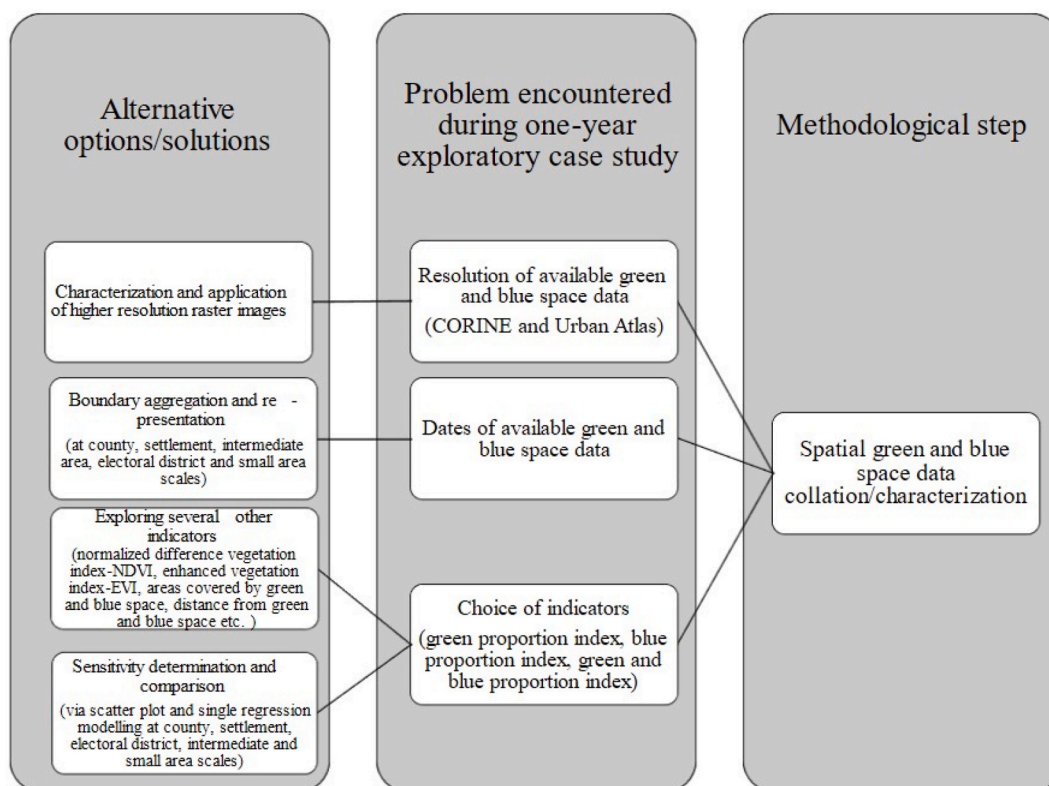 Alternative
options/solutions
Characterization and application
of higher resolution raster images
Boundary aggregation and re -
presentation
(at county, settlement, intermediate
area, electoral district and small area
scales)
Exploring several other
indicators
(normalized difference vegetation
index-NDVI, enhanced vegetation
index-EVI, areas covered by green
and blue space, distance from green
and blue space etc. )
Sensitivity determination and
comparison
(via scatter plot and single regression
modelling at county, settlement,
electoral district, intermediate and
small area scales)
Problem encountered
during one-year
exploratory case study
Resolution of available green
and blue space data
(CORINE and Urban Atlas)
Dates of available green and
blue space data
Choice of indicators
(green proportion index, blue
proportion index, green and
blue proportion index)
Methodological step
Spatial green and blue
space data
collation/characterization